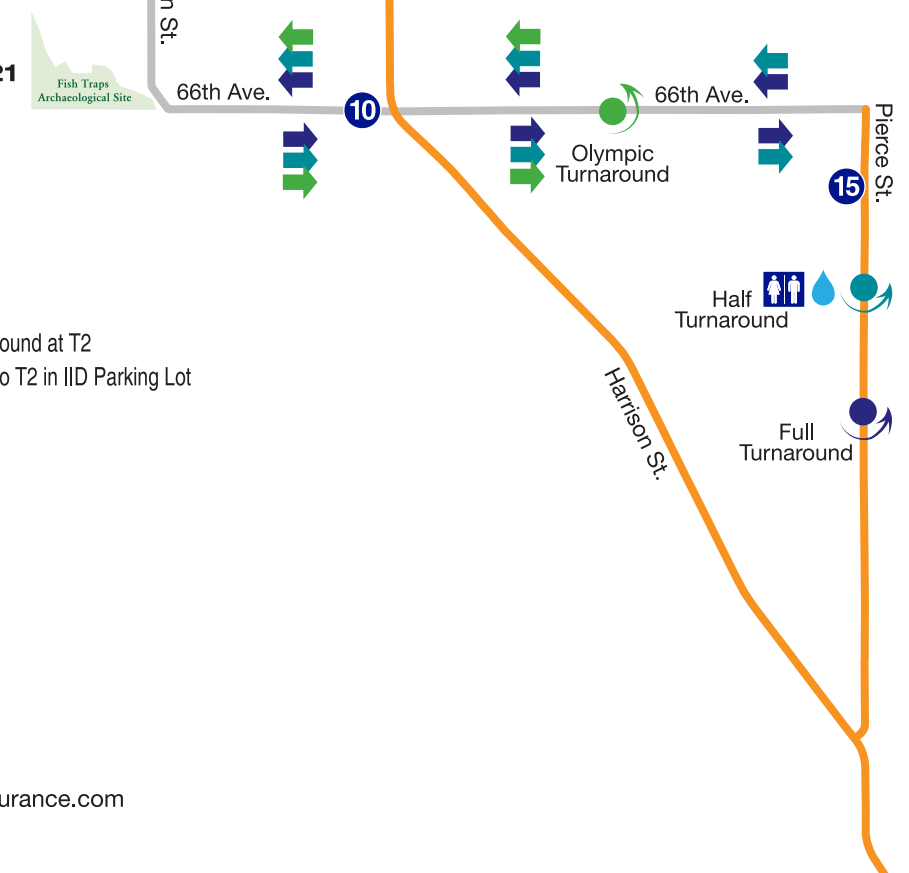 n St.
21
Fish Traps
Archaeological Site
66th Ave.
10
66th Ave.
Olympic
Turnaround
Pierce St.
15
Half
Turnaround
ound at T2
o T2 in IID Parking Lot
Harrison St.
Full
Turnaround
urance.com